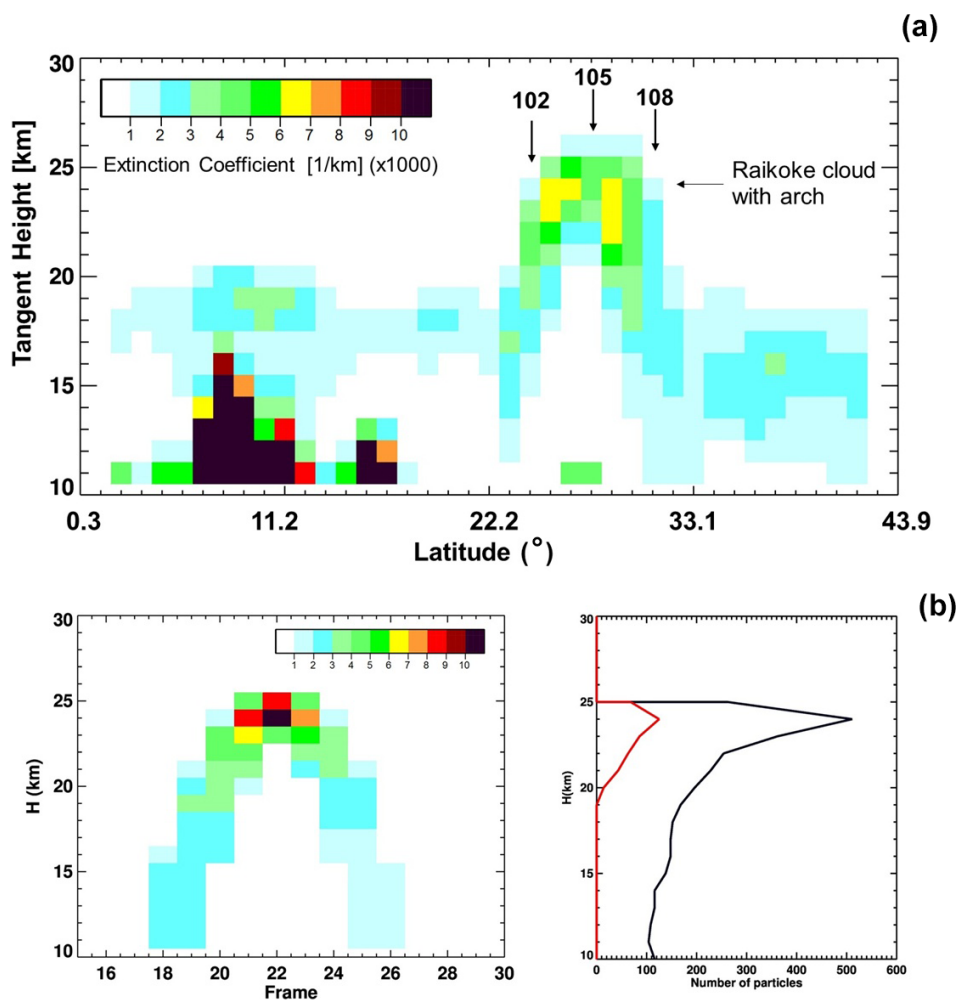 (a)
30
25
20
15
10
Tangent Height [km]
1 2 3 4 5 6 7 8 9 10
Extinction Coefficient [1/km] (x1000)
102
105
108
Raikoke cloud
with arch
0.3 11.2 22.2 33.1 43.9
Latitude (°)
(b)
30
25
20
15
10
H (km)
1 2 3 4 5 6 7 8 9 10
16 18 20 22 24 26 28 30
Frame
30
25
20
15
10
H(km)
0 100 200 300 400 500 600
Number of particles